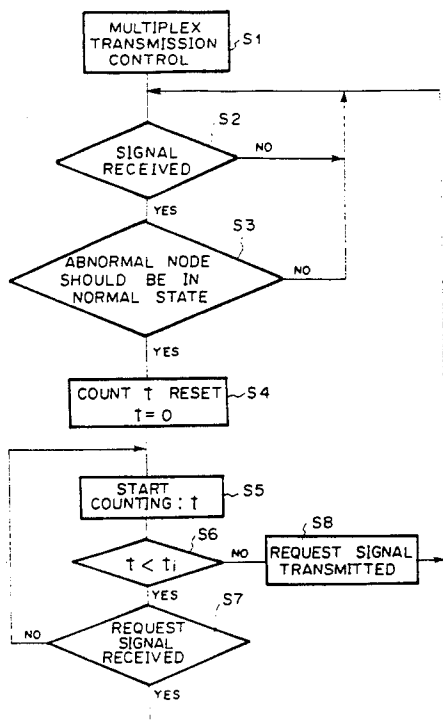 MULTIPLEX
TRANSMISSION
CONTROL
S1
S2
SIGNAL
RECEIVED
NO
YES
S3
ABNORMAL NODE
SHOULD BE IN
NORMAL STATE
NO
YES
COUNT t RESET
t=0
S4
START
COUNTING: t
S5
S6
t < ti
NO
S8
REQUEST SIGNAL
TRANSMITTED
YES
S7
REQUEST
SIGNAL
RECEIVED
NO
YES